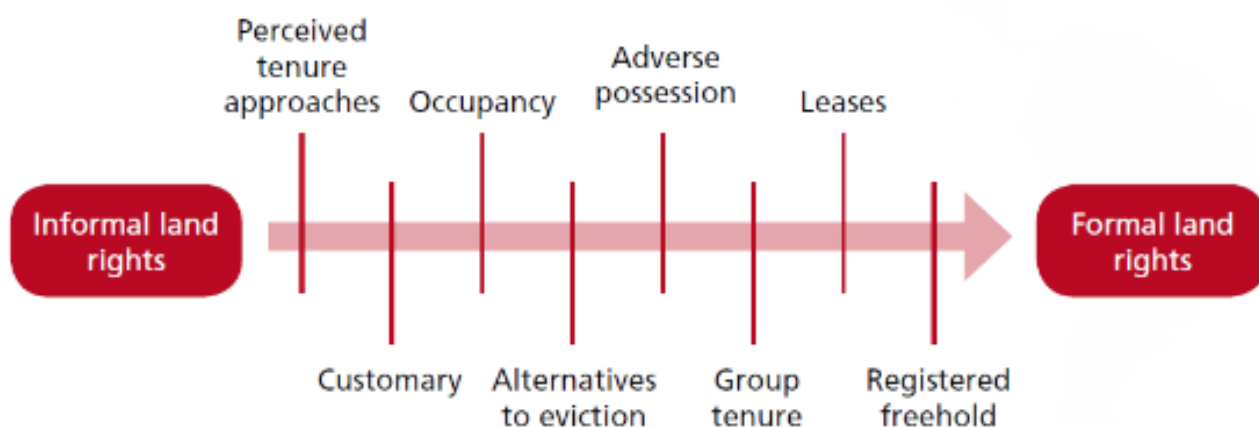 Perceived
tenure
approaches
Occupancy
Adverse
possession
Leases
Informal land
rights
Formal land
rights
Customary
Alternatives
to eviction
Group
tenure
Registered
freehold